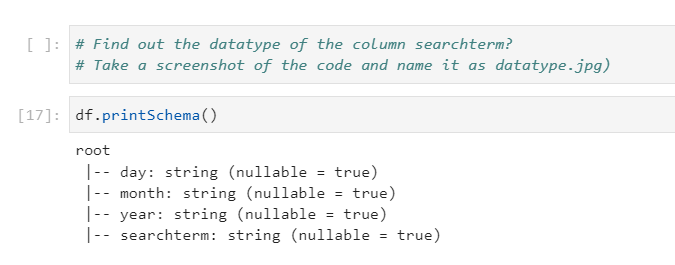 [ ]: # Find out the datatype of the column searchterm?
# Take a screenshot of the code and name it as datatype.jpg)
[17]: df.printSchema()
root
|-- day: string (nullable = true)
|-- month: string (nullable = true)
|-- year: string (nullable = true)
|-- searchterm: string (nullable = true)